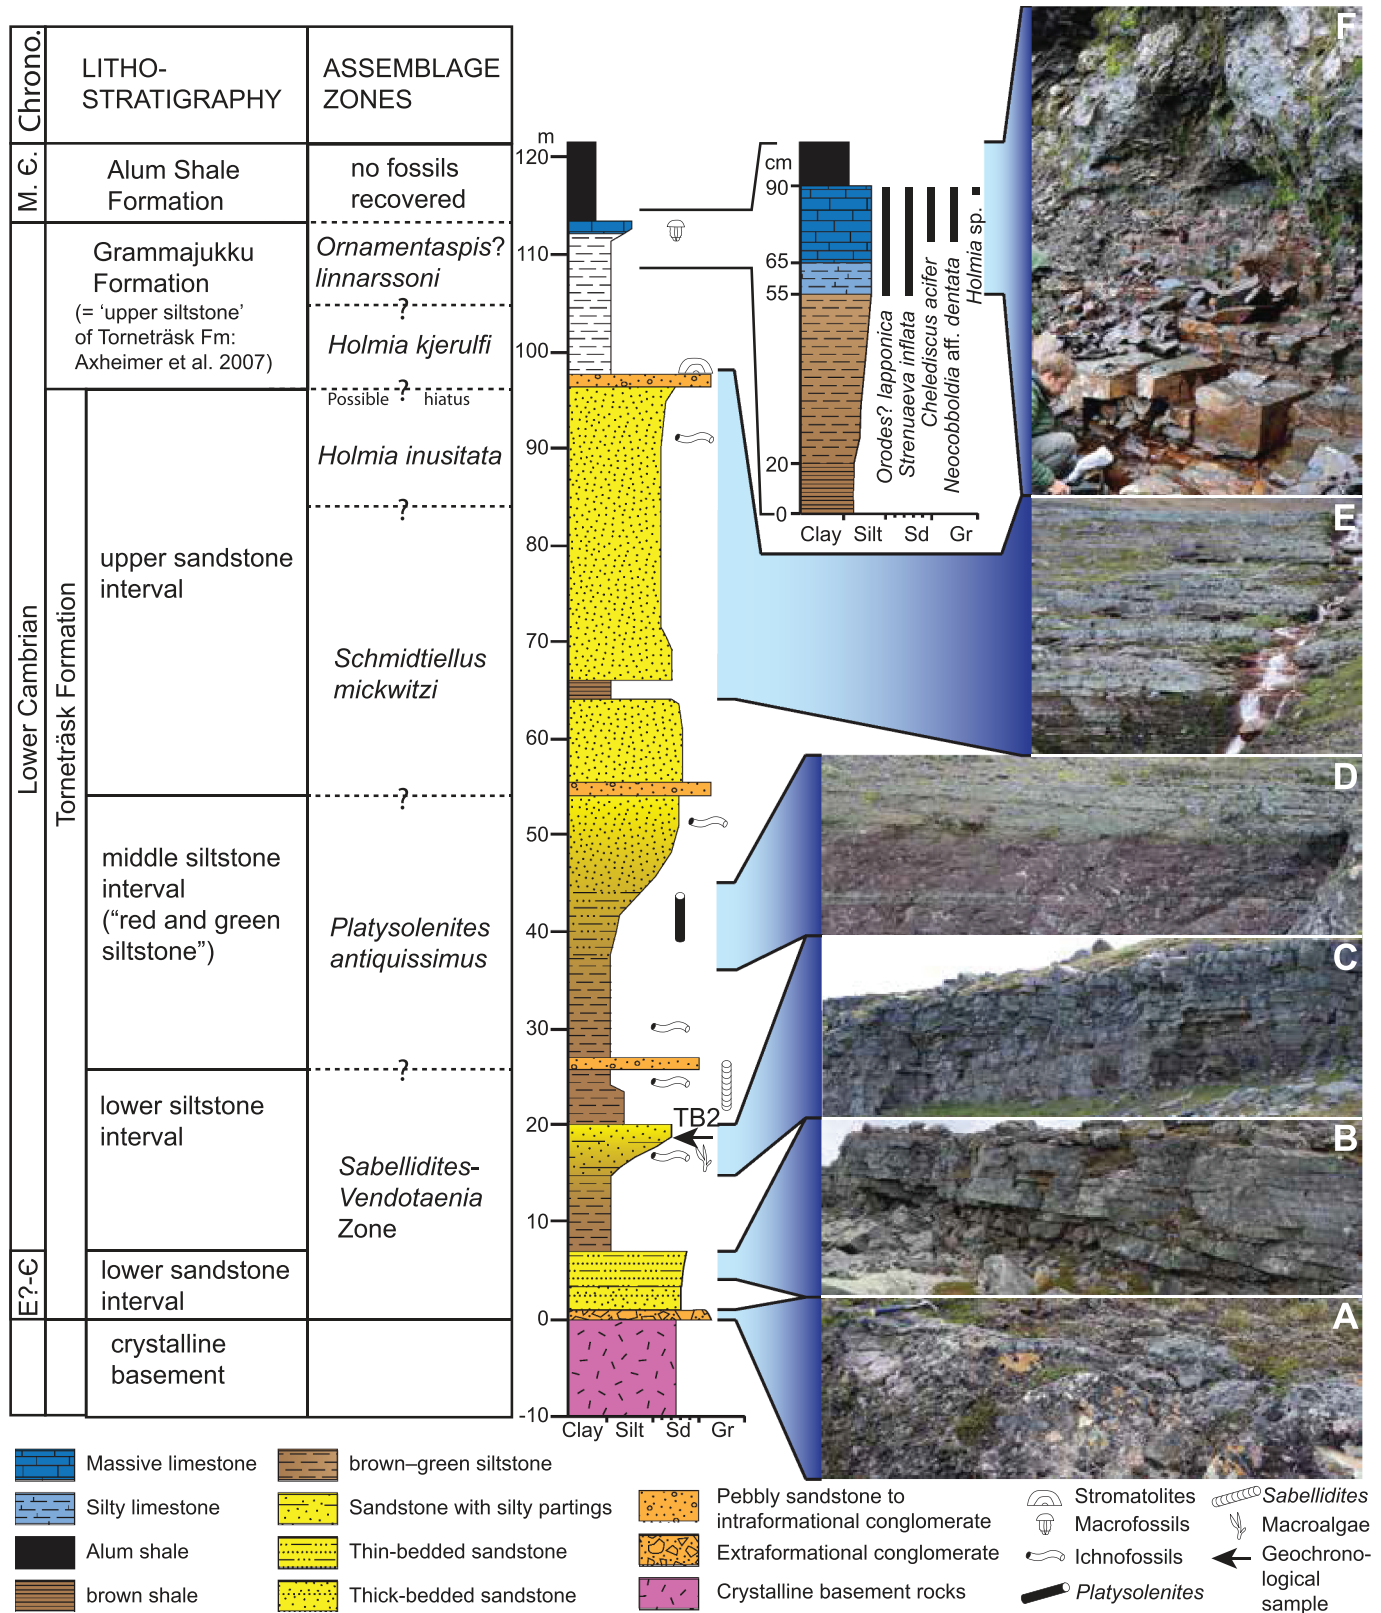 Chrono.
LITHO-
STRATIGRAPHY
ASSEMBLAGE
ZONES
M. Є.
Alum Shale
Formation
no fossils
recovered
Lower Cambrian
Grammajukku
Formation
(= ‘upper siltstone’
of Torneträsk Fm:
Axheimer et al. 2007)
Ornamentaspis?
linnarssoni
?
Holmia kjerulfi
?
Possible
hiatus
Torneträsk Formation
upper sandstone
interval
Holmia inusitata
?
Schmidtiellus
mickwitzi
?
middle siltstone
interval
(“red and green
siltstone”)
Platysolenites
antiquissimus
?
lower siltstone
interval
Sabellidites-
Vendotaenia
Zone
E?-Є
lower sandstone
interval
crystalline
basement
m
120
110
100
90
80
70
60
50
40
30
20
10
0
-10
Clay Silt Sd Gr
TB2
cm
90
65
55
20
0
Clay Silt Sd Gr
Orodes? lapponica
Strenuaeva inflata
Chelediscus acifer
Neocobboldia aff. dentata
Holmia sp.
F
E
D
C
B
A
Massive limestone
Silty limestone
Alum shale
brown shale
brown–green siltstone
Sandstone with silty partings
Thin-bedded sandstone
Thick-bedded sandstone
Pebbly sandstone to
intraformational conglomerate
Extraformational conglomerate
Crystalline basement rocks
Stromatolites
Macrofossils
Ichnofossils
Platysolenites
Sabellidites
Macroalgae
Geochrono-
logical
sample